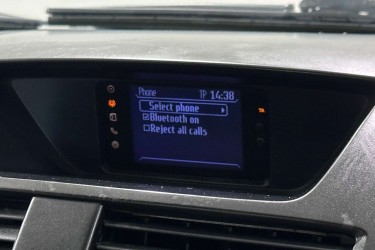 Phone TP 14:38
Select phone
Bluetooth on
Reject all calls